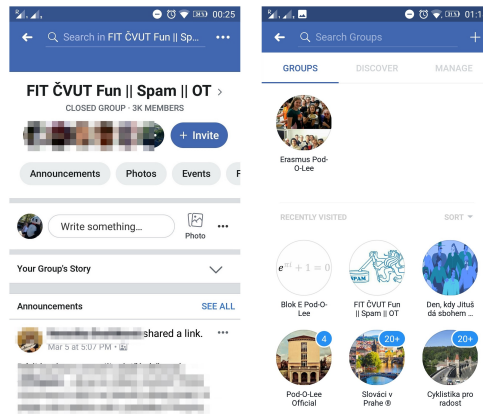 00:25
Search in FIT ČVUT Fun || Sp...
FIT ČVUT Fun || Spam || OT
CLOSED GROUP · 3K MEMBERS
+ Invite
Announcements
Photos
Events
F
Write something...
Photo
Your Group's Story
Announcements
SEE ALL
shared a link.
Mar 5 at 5:07 PM
01:1
Search Groups
GROUPS
DISCOVER
MANAGE
Erasmus Pod-
O-Lee
RECENTLY VISITED
SORT
e^πi + 1 = 0
SPAM
Blok E Pod-O-
Lee
FIT ČVUT Fun
|| Spam || OT
Den, kdy Jituš
dá sbohem ...
4
20+
20+
Pod-O-Lee
Official
Slováci v
Prahe ®
Cyklistika pro
radost